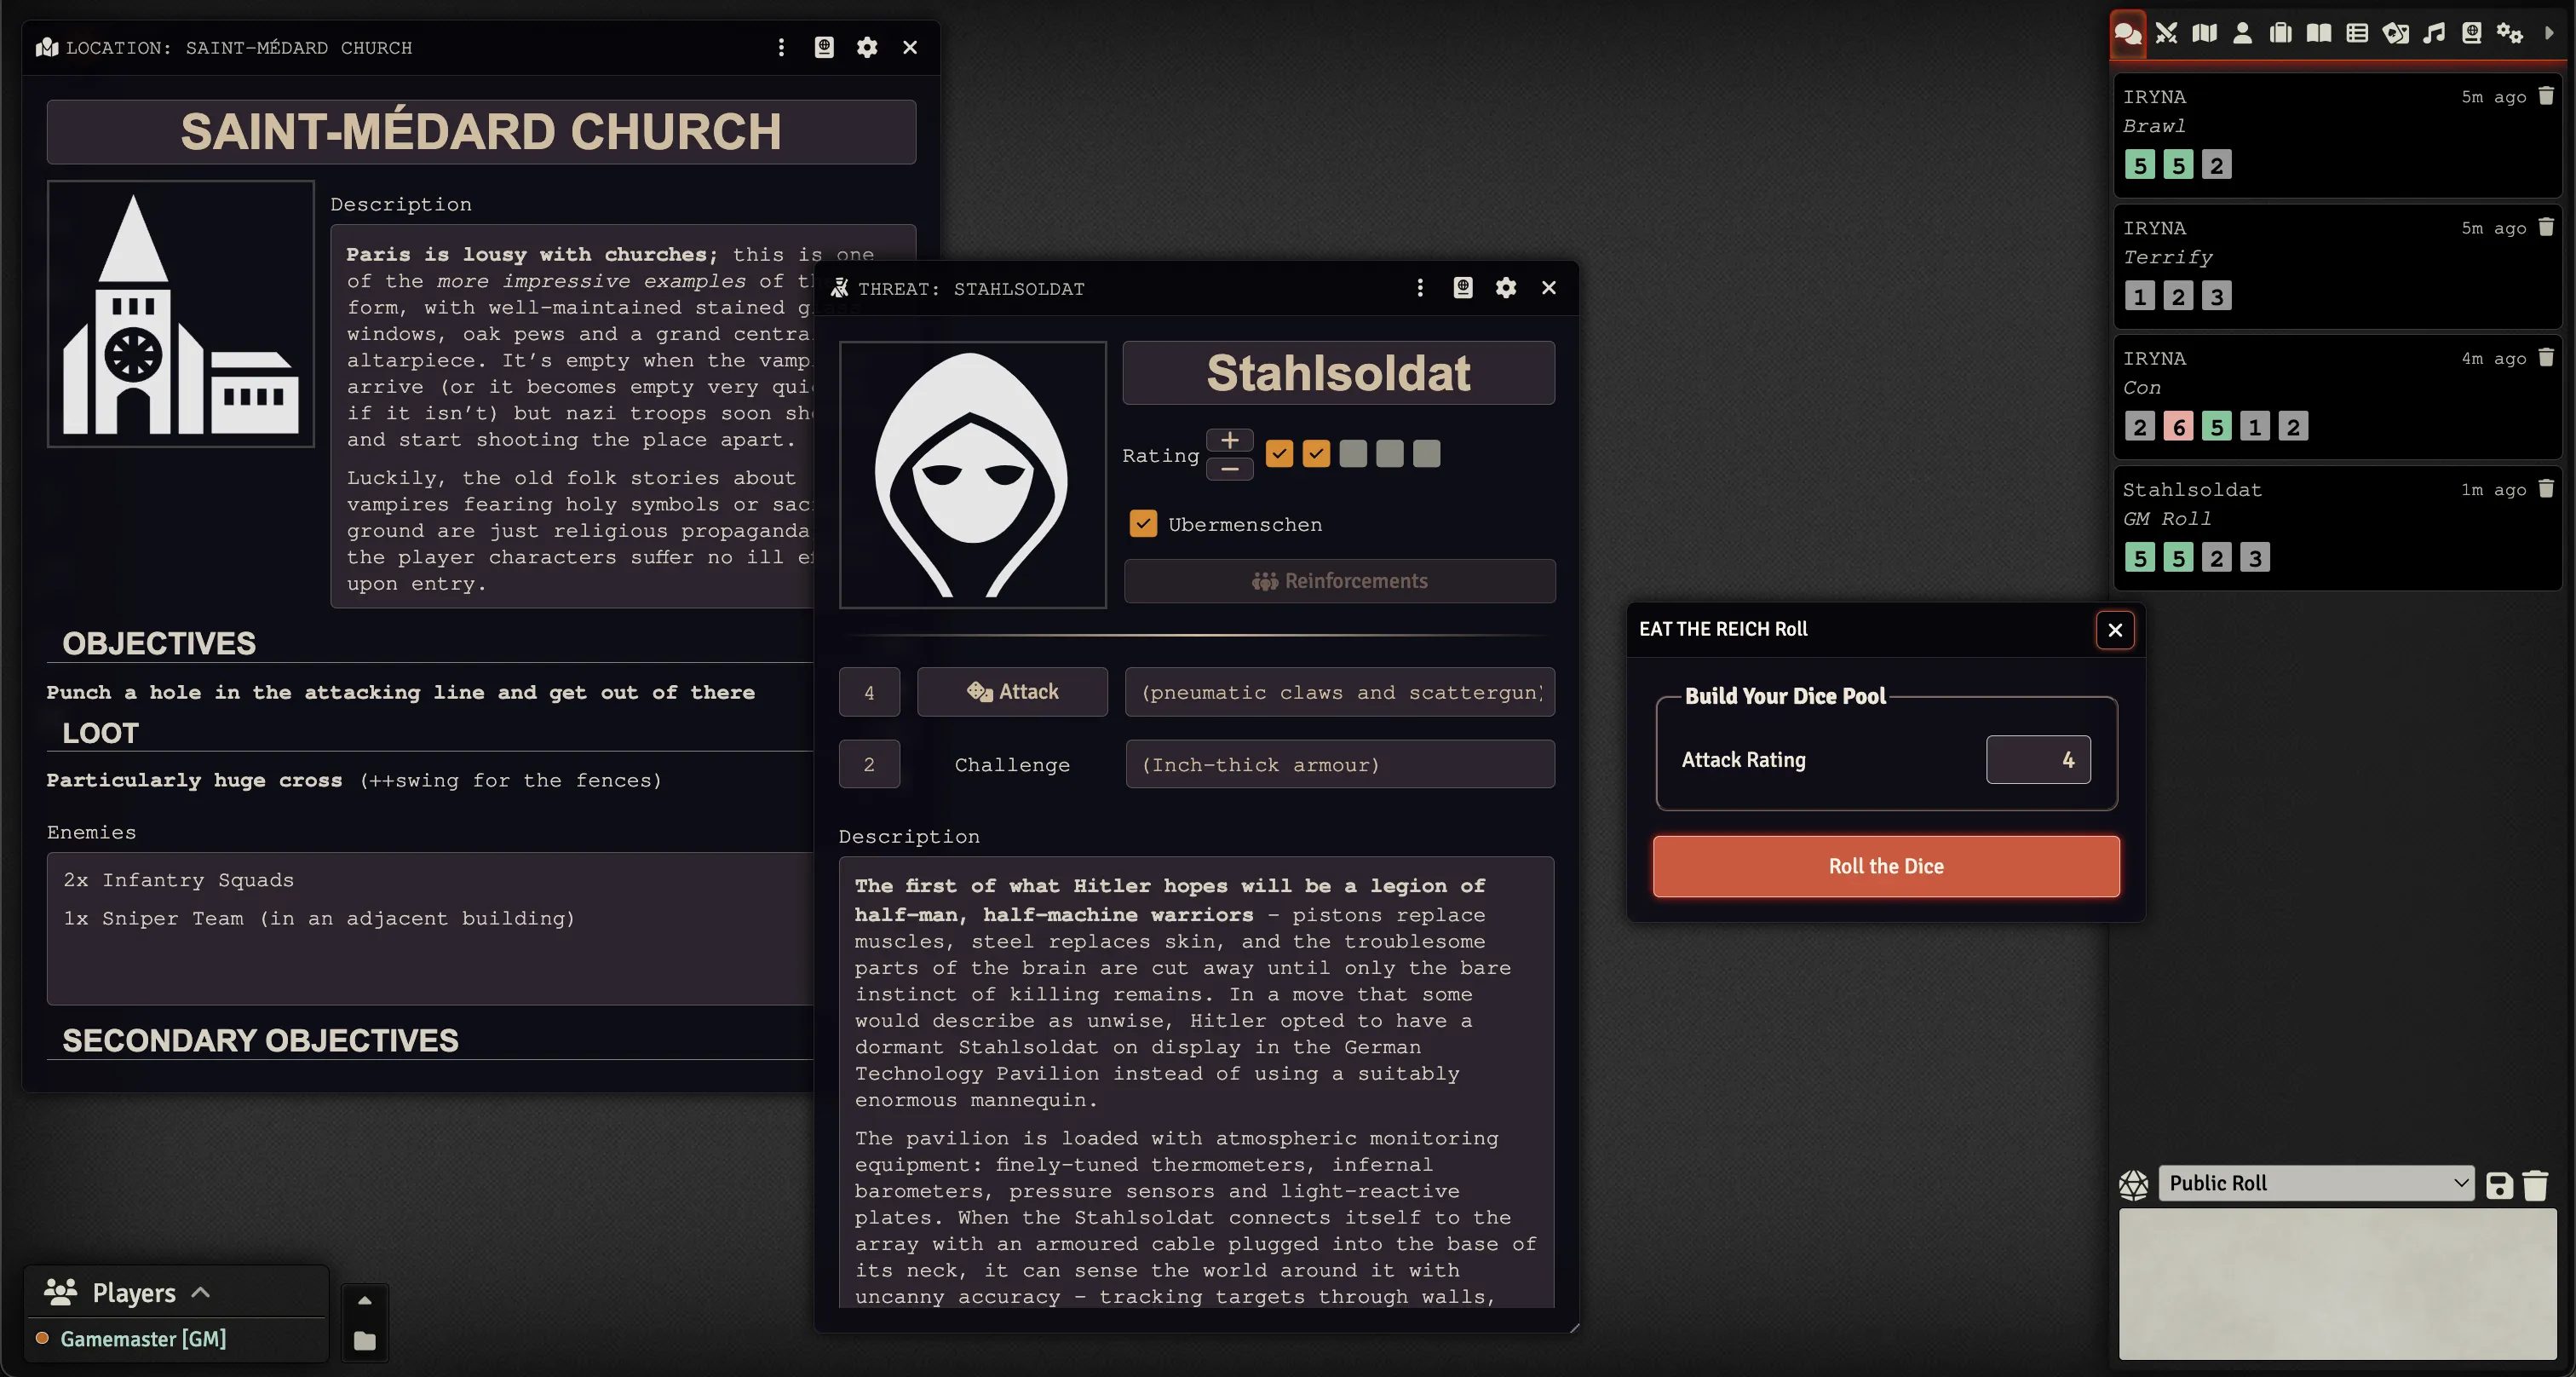 LOCATION: SAINT-MÉDARD CHURCH
SAINT-MÉDARD CHURCH
Description
Paris is lousy with churches; this is one
of the more impressive examples of th
form, with well-maintained stained g
windows, oak pews and a grand centra
altarpiece. It's empty when the vamp
arrive (or it becomes empty very qui
if it isn't) but nazi troops soon sh
and start shooting the place apart.
Luckily, the old folk stories about
vampires fearing holy symbols or sac
ground are just religious propaganda
the player characters suffer no ill ef
upon entry.
OBJECTIVES
Punch a hole in the attacking line and get out of there
LOOT
Particularly huge cross (++swing for the fences)
Enemies
2x Infantry Squads
1x Sniper Team (in an adjacent building)
SECONDARY OBJECTIVES
THREAT: STAHLSOLDAT
Stahlsoldat
Rating
Ubermenschen
Reinforcements
4 Attack (pneumatic claws and scattergun)
2 Challenge (Inch-thick armour)
Description
The first of what Hitler hopes will be a legion of
half-man, half-machine warriors – pistons replace
muscles, steel replaces skin, and the troublesome
parts of the brain are cut away until only the bare
instinct of killing remains. In a move that some
would describe as unwise, Hitler opted to have a
dormant Stahlsoldat on display in the German
Technology Pavilion instead of using a suitably
enormous mannequin.
The pavilion is loaded with atmospheric monitoring
equipment: finely-tuned thermometers, infernal
barometers, pressure sensors and light-reactive
plates. When the Stahlsoldat connects itself to the
array with an armoured cable plugged into the base of
its neck, it can sense the world around it with
uncanny accuracy – tracking targets through walls,
EAT THE REICH Roll
Build Your Dice Pool
Attack Rating 4
Roll the Dice
IRYNA 5m ago
Brawl
5 5 2
IRYNA 5m ago
Terrify
1 2 3
IRYNA 4m ago
Con
2 6 5 1 2
Stahlsoldat 1m ago
GM Roll
5 5 2 3
Public Roll
Players
Gamemaster [GM]